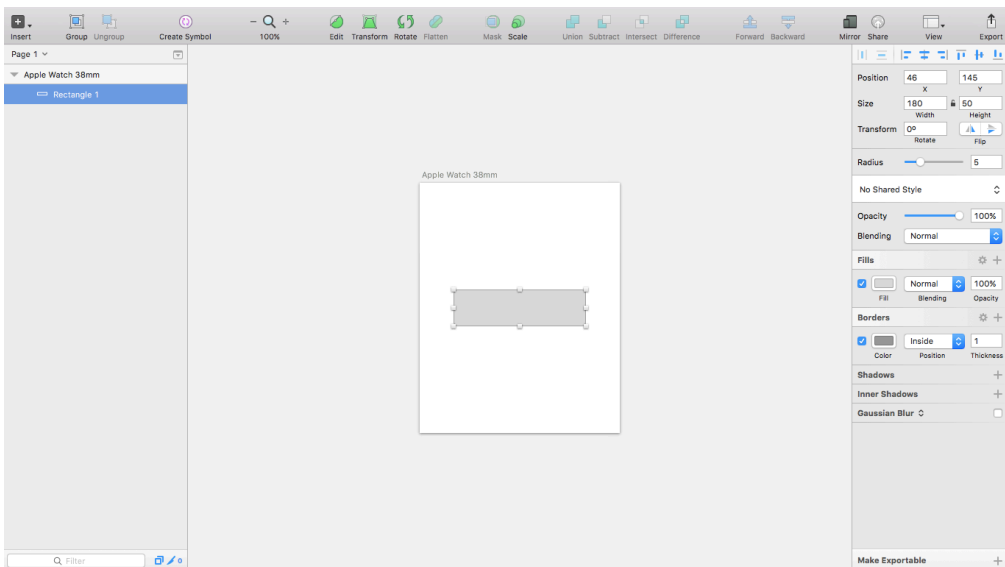 Insert Group Ungroup Create Symbol 100% Edit Transform Rotate Flatten Mask Scale Union Subtract Intersect Difference Forward Backward Mirror Share View Export
Page 1
Apple Watch 38mm
Rectangle 1
Filter
0
Apple Watch 38mm
Position 46 145
X Y
Size 180 50
Width Height
Transform 0º
Rotate Flip
Radius 5
No Shared Style
Opacity 100%
Blending Normal
Fills
Normal 100%
Fill Blending Opacity
Borders
Inside 1
Color Position Thickness
Shadows
Inner Shadows
Gaussian Blur
Make Exportable